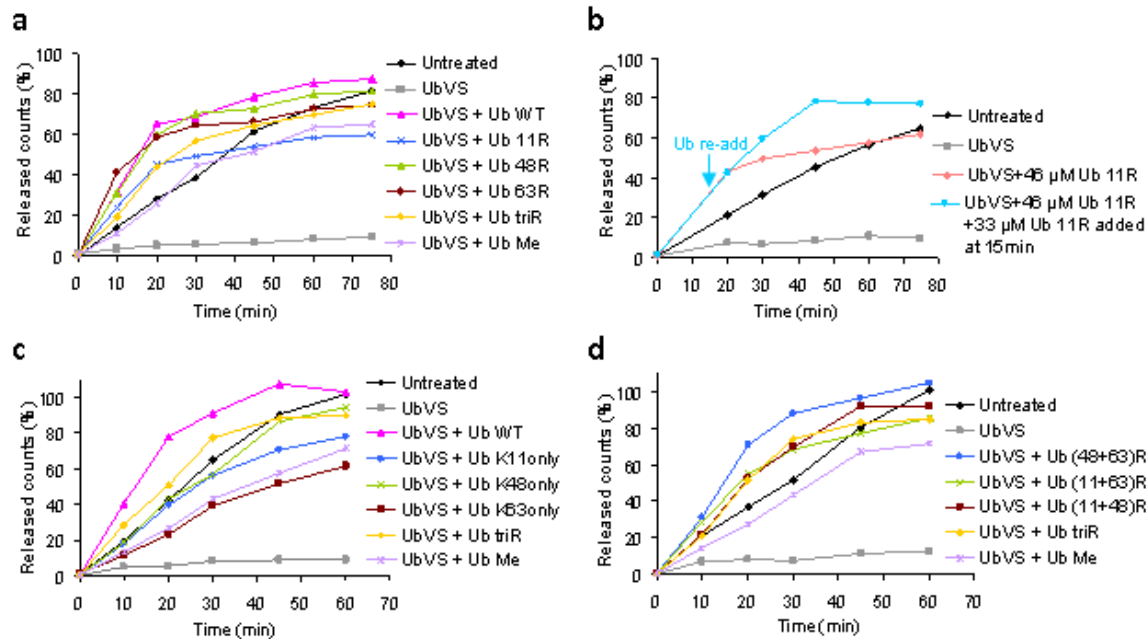 a
Released counts (%)
100
80
60
40
20
0
0 10 20 30 40 50 60 70 80
Time (min)
Untreated
UbVS
UbVS + Ub WT
UbVS + Ub 11R
UbVS + Ub 48R
UbVS + Ub 63R
UbVS + Ub triR
UbVS + Ub Me
b
Released counts (%)
100
80
60
40
20
0
0 10 20 30 40 50 60 70 80
Time (min)
Ub re-add
Untreated
UbVS
UbVS+46 µM Ub 11R
UbVS+46 µM Ub 11R
+33 µM Ub 11R added
at 15min
c
Released counts (%)
100
80
60
40
20
0
0 10 20 30 40 50 60 70
Time (min)
Untreated
UbVS
UbVS + Ub WT
UbVS + Ub K11only
UbVS + Ub K48only
UbVS + Ub K63only
UbVS + Ub triR
UbVS + Ub Me
d
Released counts (%)
100
80
60
40
20
0
0 10 20 30 40 50 60 70
Time (min)
Untreated
UbVS
UbVS + Ub (48+63)R
UbVS + Ub (11+63)R
UbVS + Ub (11+48)R
UbVS + Ub triR
UbVS + Ub Me